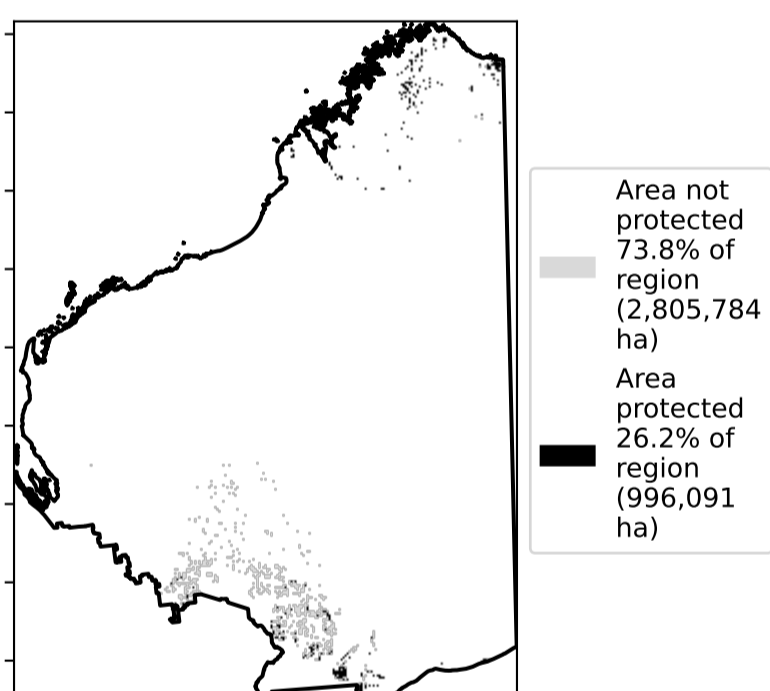 Area not
protected
73.8% of
region
(2,805,784
ha)
Area
protected
26.2% of
region
(996,091
ha)